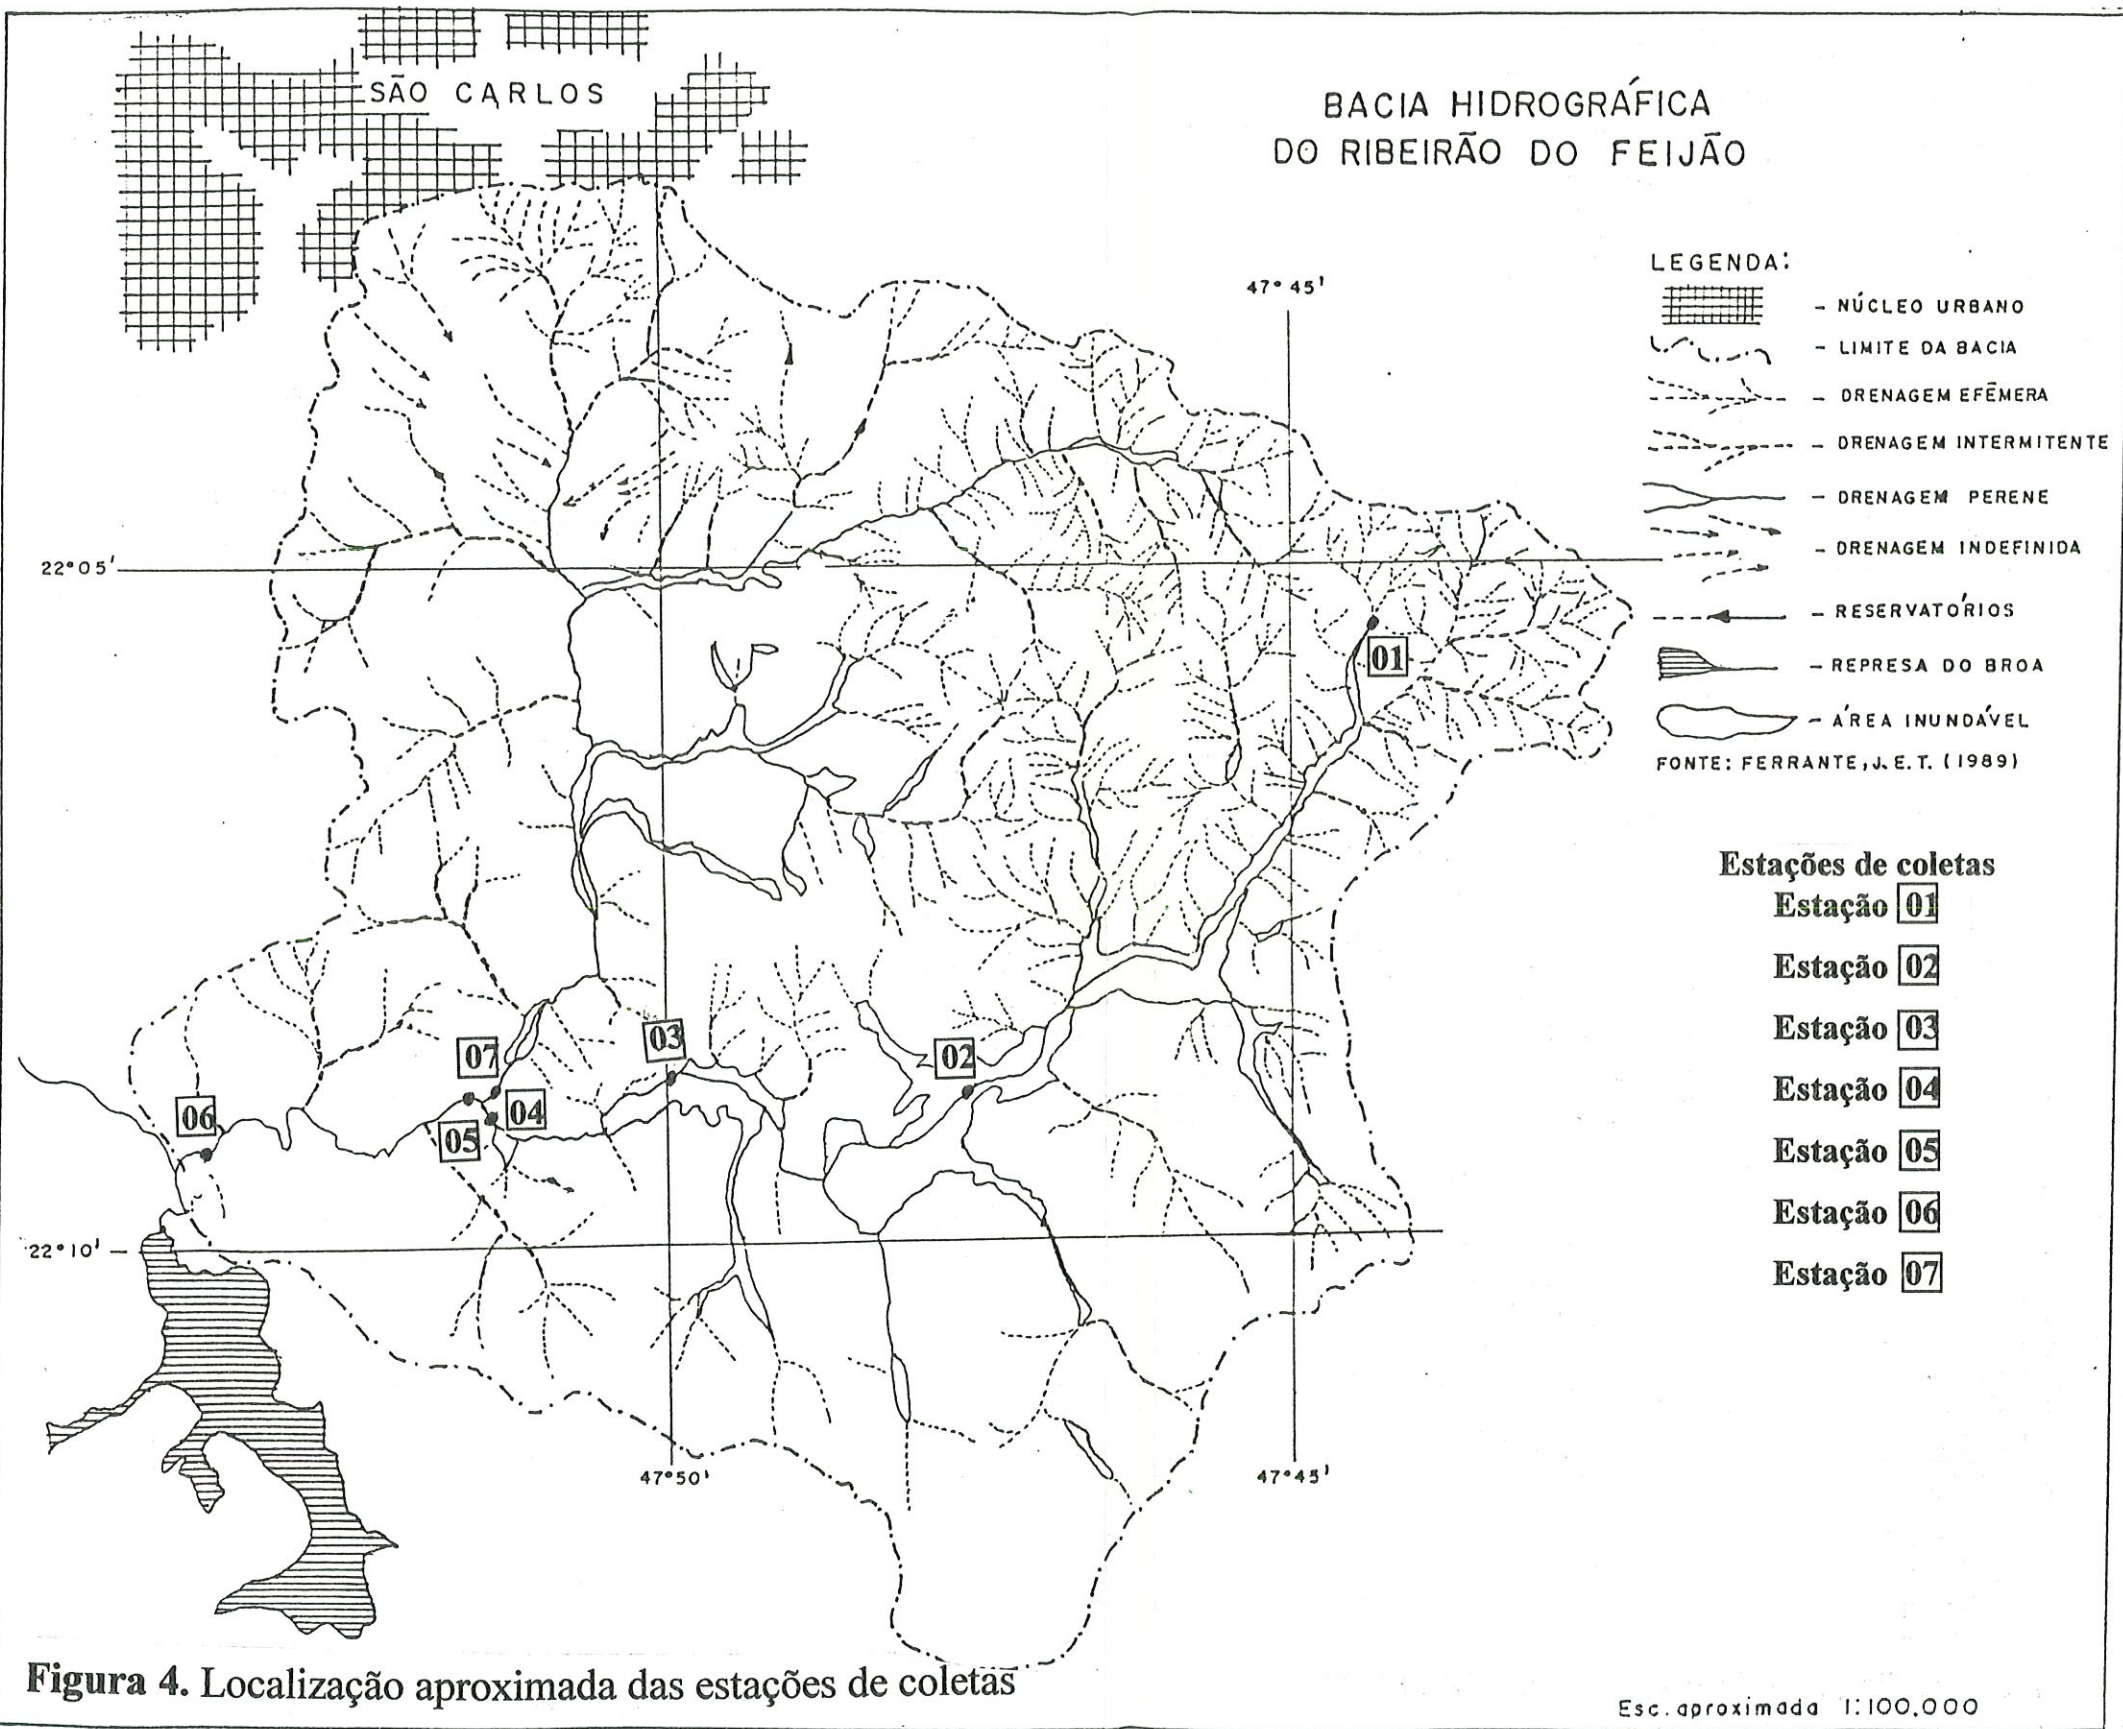 SÃO CARLOS
BACIA HIDROGRÁFICA
DO RIBEIRÃO DO FEIJÃO
47°45'
LEGENDA:
- NÚCLEO URBANO
- LIMITE DA BACIA
- DRENAGEM EFÊMERA
- DRENAGEM INTERMITENTE
- DRENAGEM PERENE
- DRENAGEM INDEFINIDA
- RESERVATÓRIOS
- REPRESA DO BROA
- ÁREA INUNDÁVEL
FONTE: FERRANTE, J. E. T. (1989)
22°05'
01
Estações de coletas
Estação 01
Estação 02
Estação 03
Estação 04
Estação 05
Estação 06
Estação 07
03
07
02
06
04
05
22°10'
47°50'
47°45'
Figura 4. Localização aproximada das estações de coletas
Esc. aproximada 1:100.000